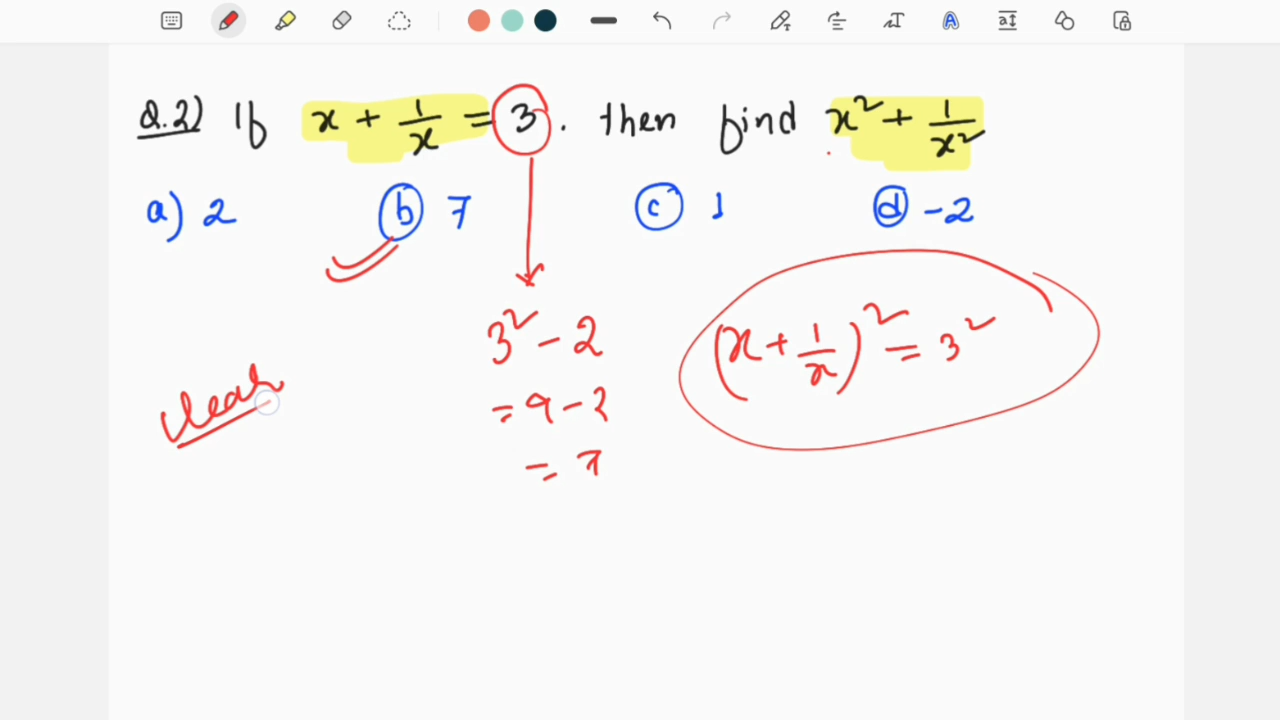 Q.2) If x + 1/x = 3. then find x² + 1/x²
a) 2 b 7 c 1 d -2
3² - 2
(x + 1/x)² = 3²
= 9 - 2
= 7
clear